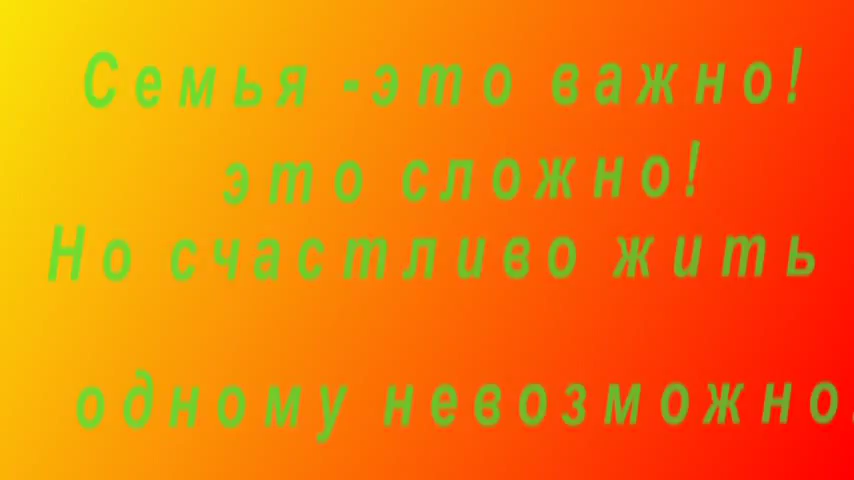 Семья -это важно!
это сложно!
Но счастливо жить
одному невозможно.